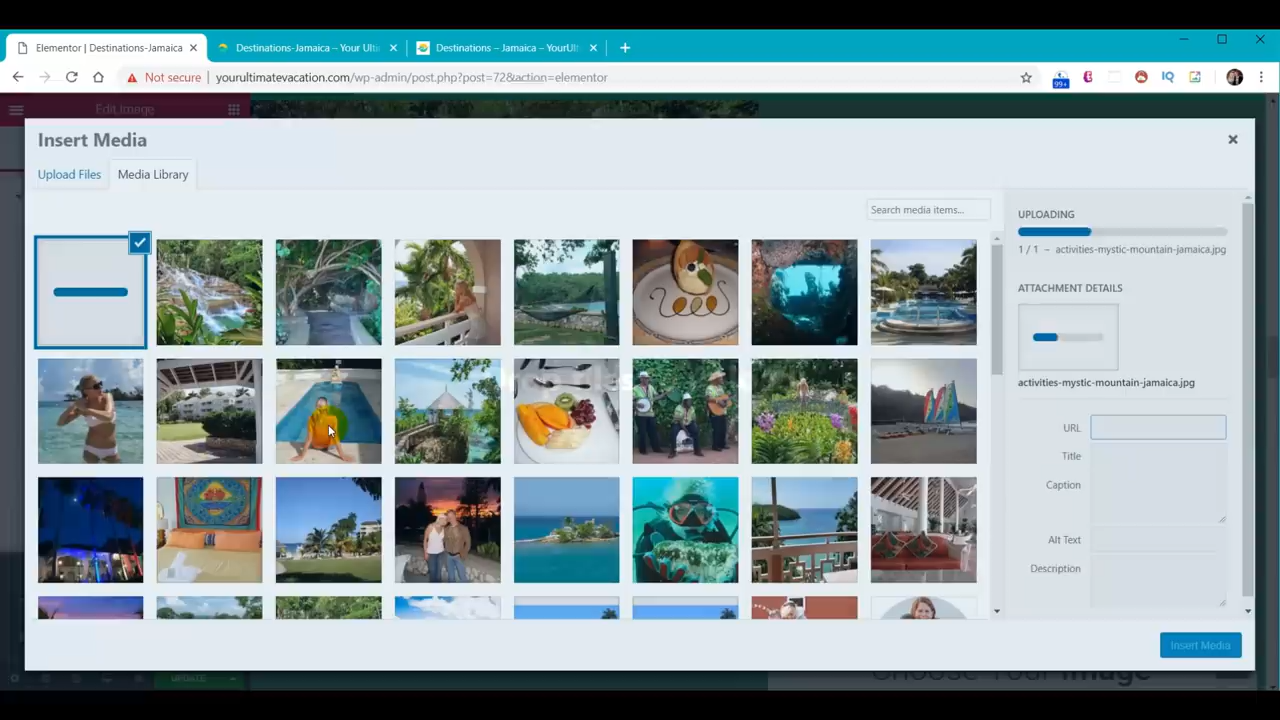 Elementor | Destinations-Jamaica
Destinations-Jamaica – Your Ulti
Destinations – Jamaica – YourUlt
Not secure | yourultimatevacation.com/wp-admin/post.php?post=72&action=elementor
99+
IQ
Edit Image
Insert Media
Upload Files
Media Library
Search media items...
UPLOADING
1 / 1 – activities-mystic-mountain-jamaica.jpg
ATTACHMENT DETAILS
activities-mystic-mountain-jamaica.jpg
URL
Title
Caption
Alt Text
Description
Insert Media
UPDATE
Choose Your Image